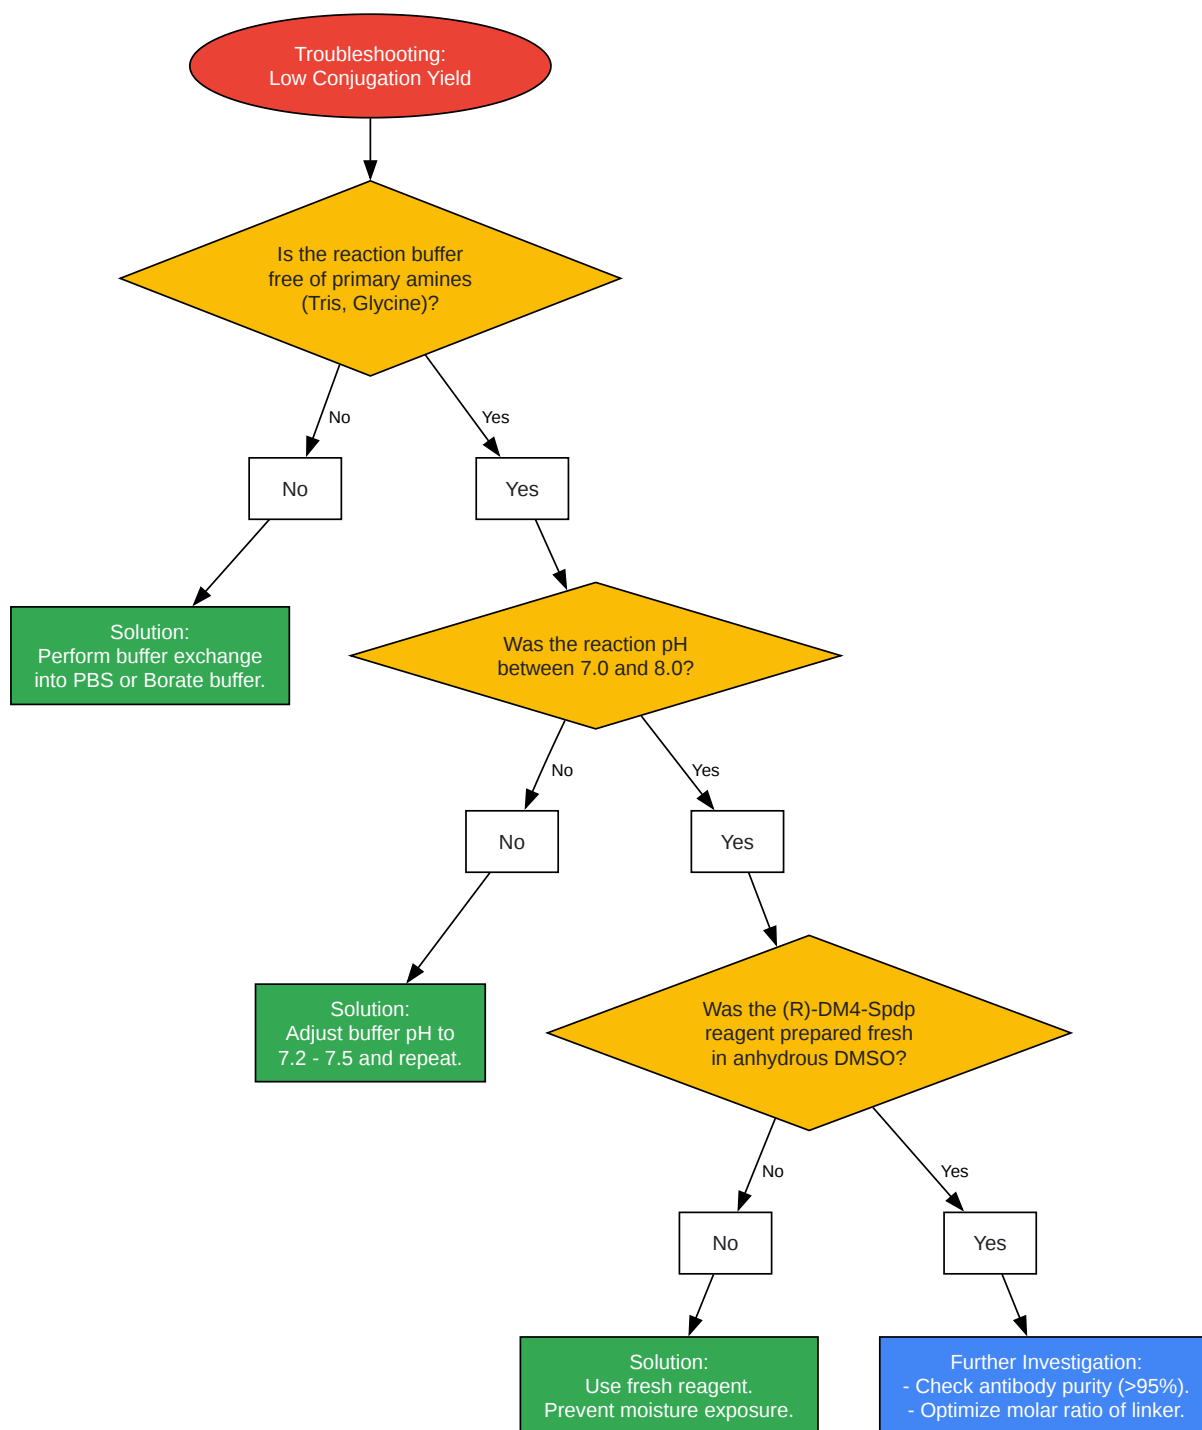 Troubleshooting:
Low Conjugation Yield
Is the reaction buffer
free of primary amines
(Tris, Glycine)?
No
Yes
No
Yes
Solution:
Perform buffer exchange
into PBS or Borate buffer.
Was the reaction pH
between 7.0 and 8.0?
No
Yes
No
Yes
Solution:
Adjust buffer pH to
7.2 - 7.5 and repeat.
Was the (R)-DM4-Spdp
reagent prepared fresh
in anhydrous DMSO?
No
Yes
No
Yes
Solution:
Use fresh reagent.
Prevent moisture exposure.
Further Investigation:
- Check antibody purity (>95%).
- Optimize molar ratio of linker.